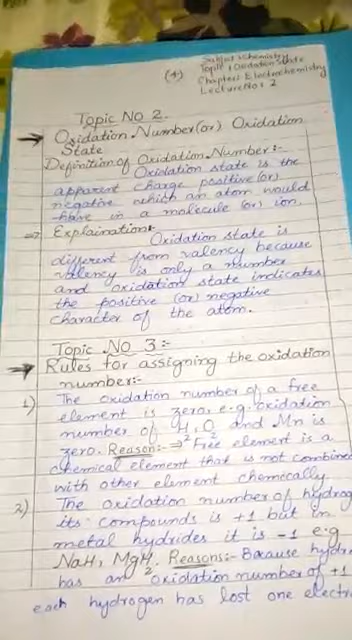 (4)
Subject: Chemistry
Topic: Oxidation State
Chapter: Electrochemistry
Lecture No: 2
Topic No 2
Oxidation Number (or) Oxidation
State
Definition of Oxidation Number:-
Oxidation state is the
apparent charge positive (or)
negative which an atom would
have in a molecule (or) ion.
⇒ Explaination:
Oxidation state is
different from valency because
valency is only a number
and oxidation state indicates
the positive (or) negative
character of the atom.
Topic No 3:-
→ Rules for assigning the oxidation
number:-
1) The oxidation number of a free
element is zero. e.g. oxidation
number of H₂, O₂ and Mn is
zero. Reason:- → Free element is a
chemical element that is not combined
with other element chemically.
2) The oxidation number of hydrog
its compounds is +1 but in
metal hydrides it is -1 e.g
NaH, MgH₂. Reasons:- Because hydro
has an oxidation number of +1
each hydrogen has lost one electr